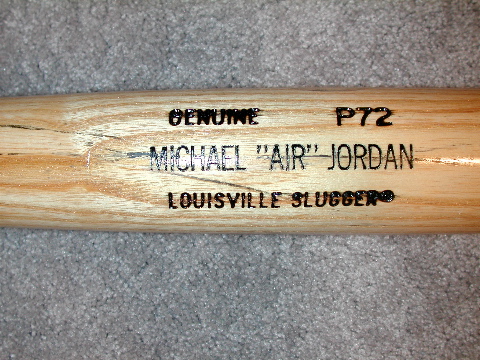 GENUINE P72
MICHAEL "AIR" JORDAN
LOUISVILLE SLUGGER®